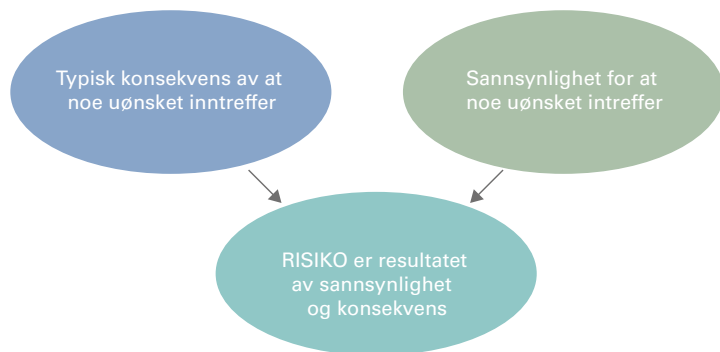 Typisk konsekvens av at
noe uønsket inntreffer
Sannsynlighet for at
noe uønsket intreffer
RISIKO er resultatet
av sannsynlighet
og konsekvens